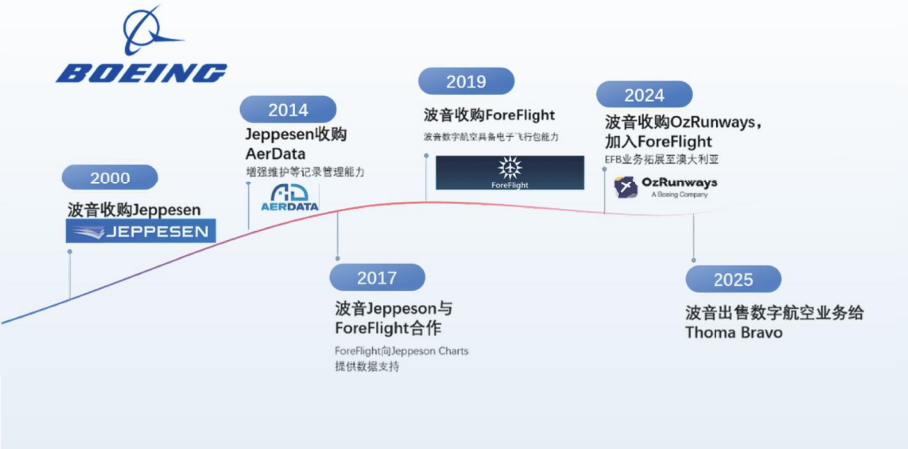 BOEING
2000
波音收购Jeppesen
JEPPESEN
2014
Jeppesen收购
AerData
增强维护等记录管理能力
AERDATA
2017
波音Jeppeson与
ForeFlight合作
ForeFlight向Jeppeson Charts
提供数据支持
2019
波音收购ForeFlight
波音数字航空具备电子飞行包能力
ForeFlight
2024
波音收购OzRunways，
加入ForeFlight
EFB业务拓展至澳大利亚
OzRunways
A Boeing Company
2025
波音出售数字航空业务给
Thoma Bravo